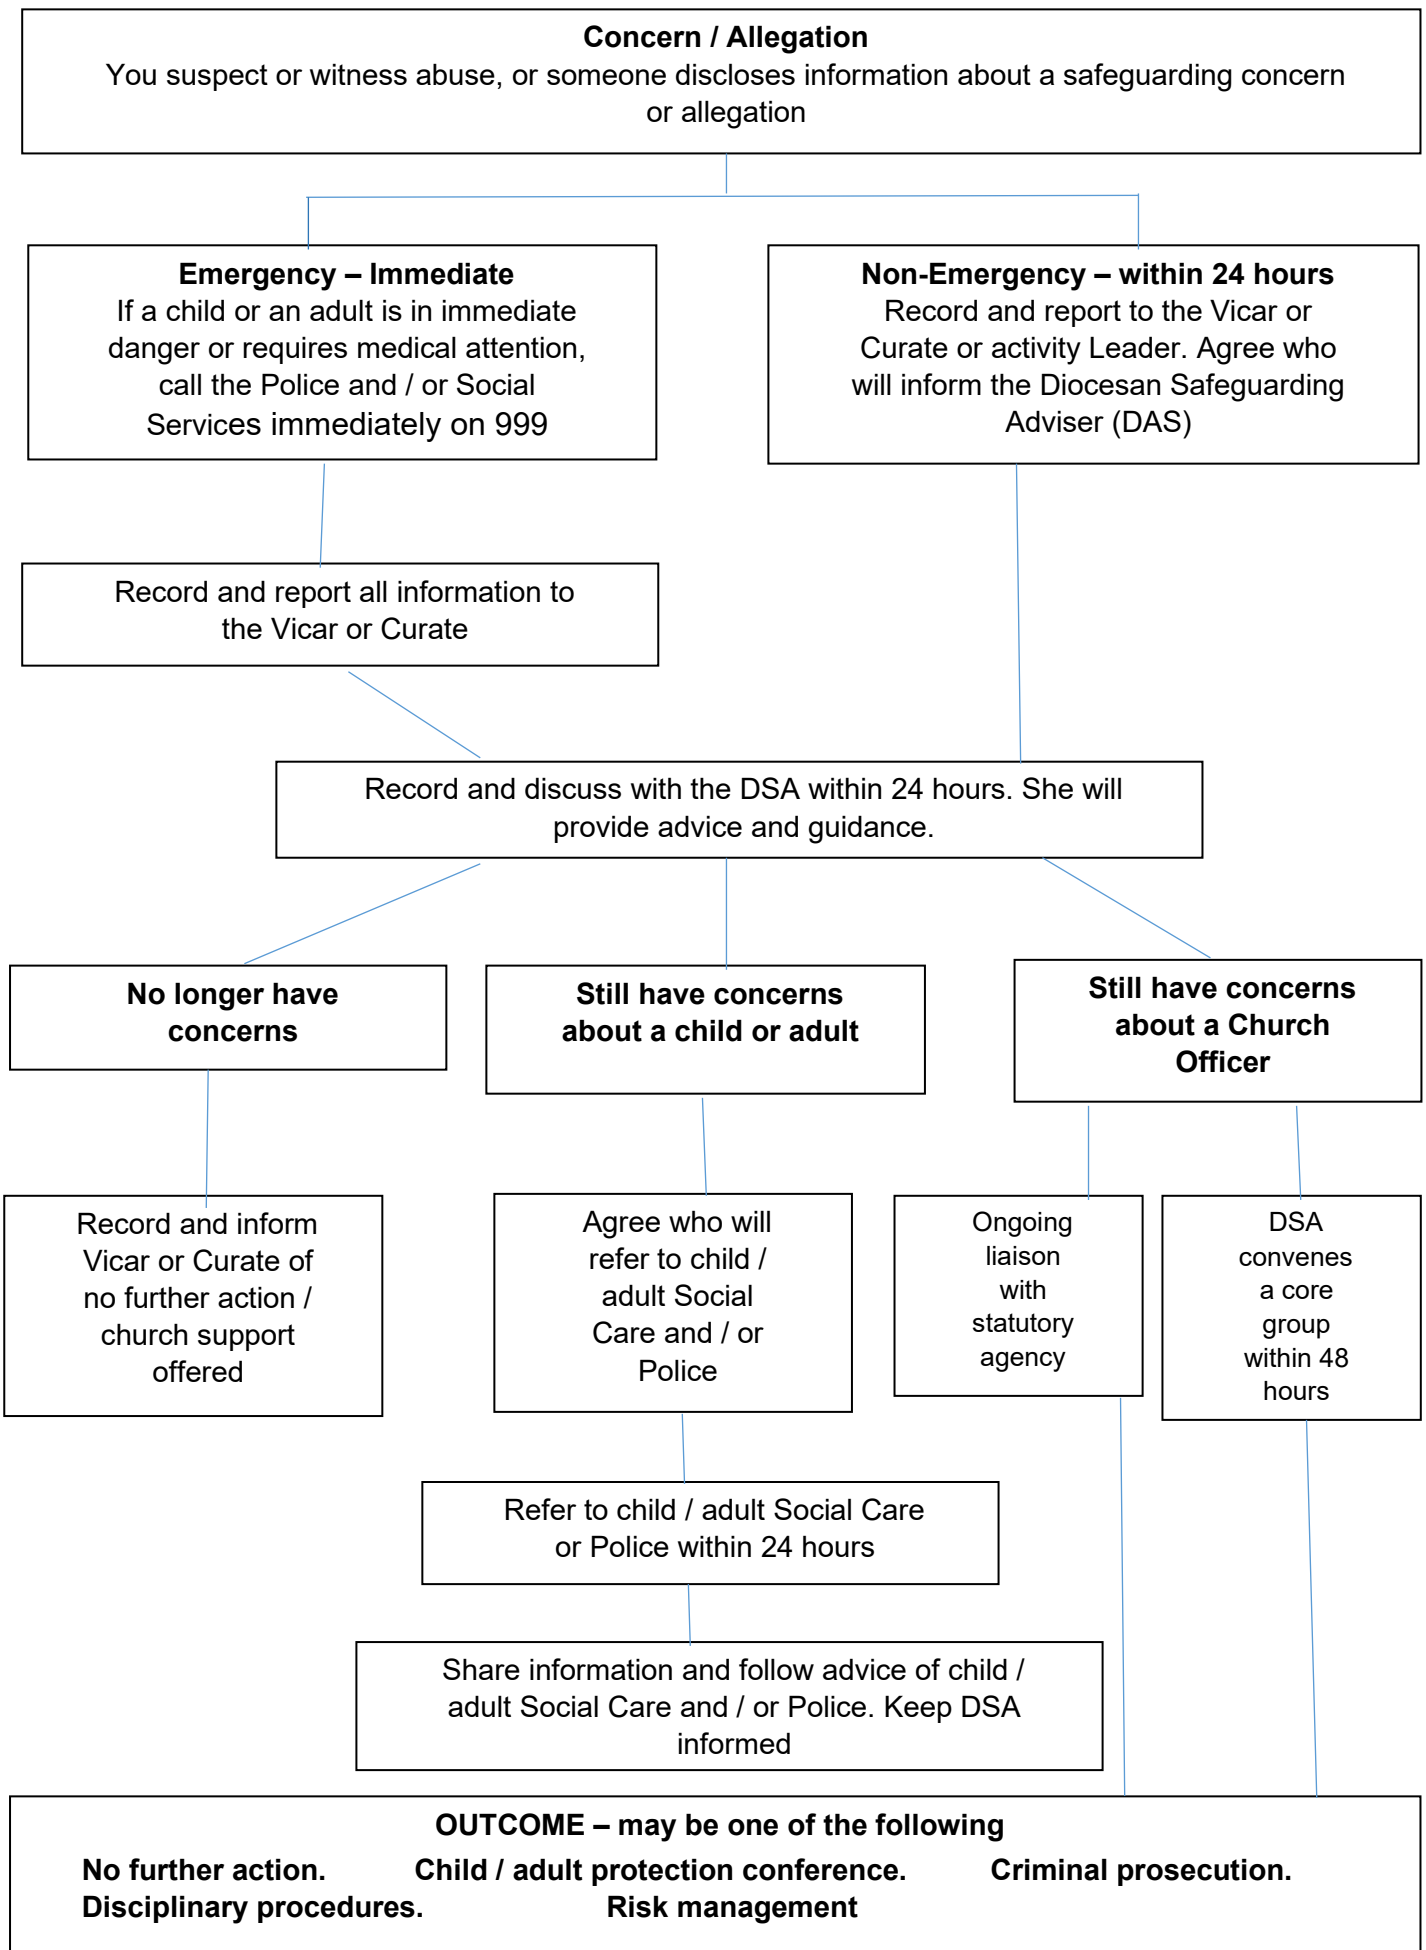 Concern / Allegation
You suspect or witness abuse, or someone discloses information about a safeguarding concern
or allegation
Emergency – Immediate
If a child or an adult is in immediate
danger or requires medical attention,
call the Police and / or Social
Services immediately on 999
Non-Emergency – within 24 hours
Record and report to the Vicar or
Curate or activity Leader. Agree who
will inform the Diocesan Safeguarding
Adviser (DAS)
Record and report all information to
the Vicar or Curate
Record and discuss with the DSA within 24 hours. She will
provide advice and guidance.
No longer have
concerns
Still have concerns
about a child or adult
Still have concerns
about a Church
Officer
Record and inform
Vicar or Curate of
no further action /
church support
offered
Agree who will
refer to child /
adult Social
Care and / or
Police
Ongoing
liaison
with
statutory
agency
DSA
convenes
a core
group
within 48
hours
Refer to child / adult Social Care
or Police within 24 hours
Share information and follow advice of child /
adult Social Care and / or Police. Keep DSA
informed
OUTCOME – may be one of the following
No further action. Child / adult protection conference. Criminal prosecution.
Disciplinary procedures. Risk management